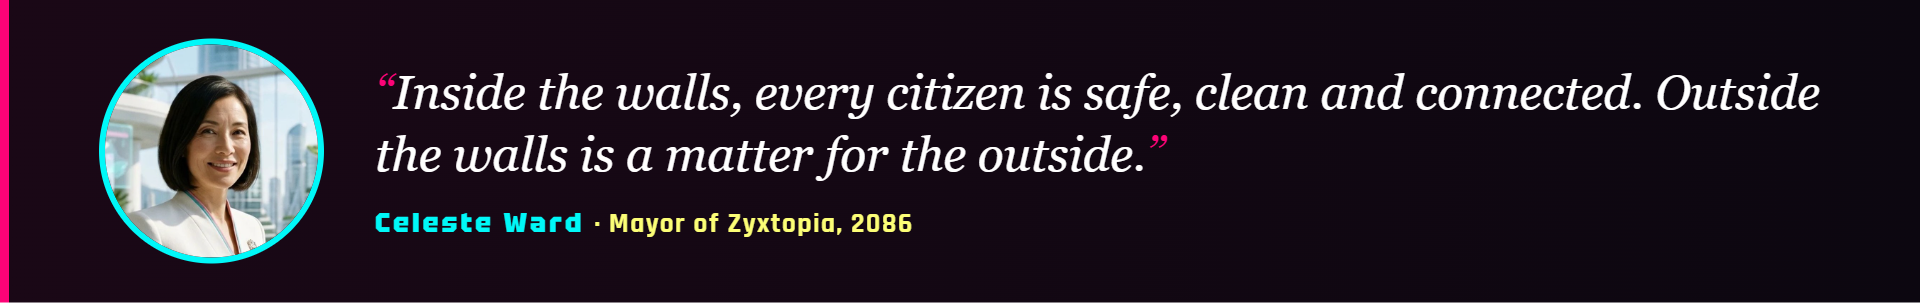 “Inside the walls, every citizen is safe, clean and connected. Outside
the walls is a matter for the outside.”
Celeste Ward · Mayor of Zyxtopia, 2086